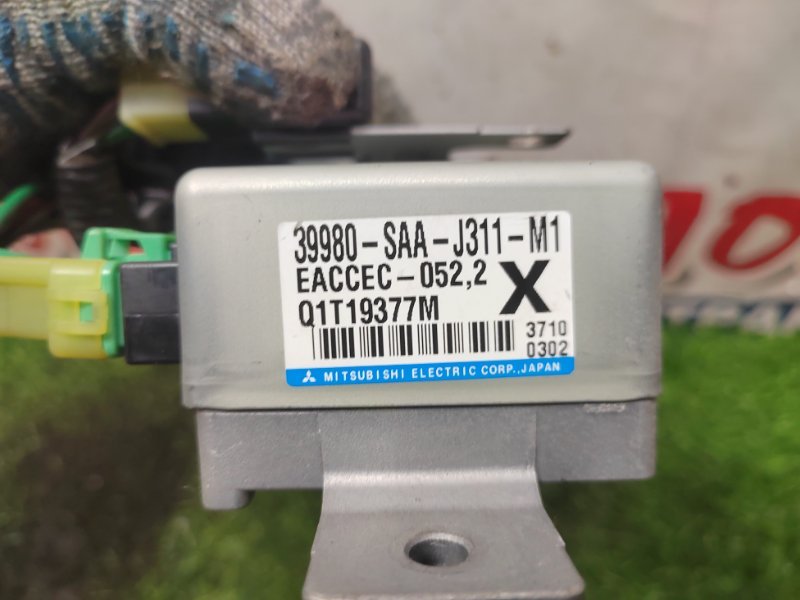 39980-SAA-J311-M1
EACCEC-052,2
X
Q1T19377M
3710
0302
MITSUBISHI ELECTRIC CORP.,JAPAN